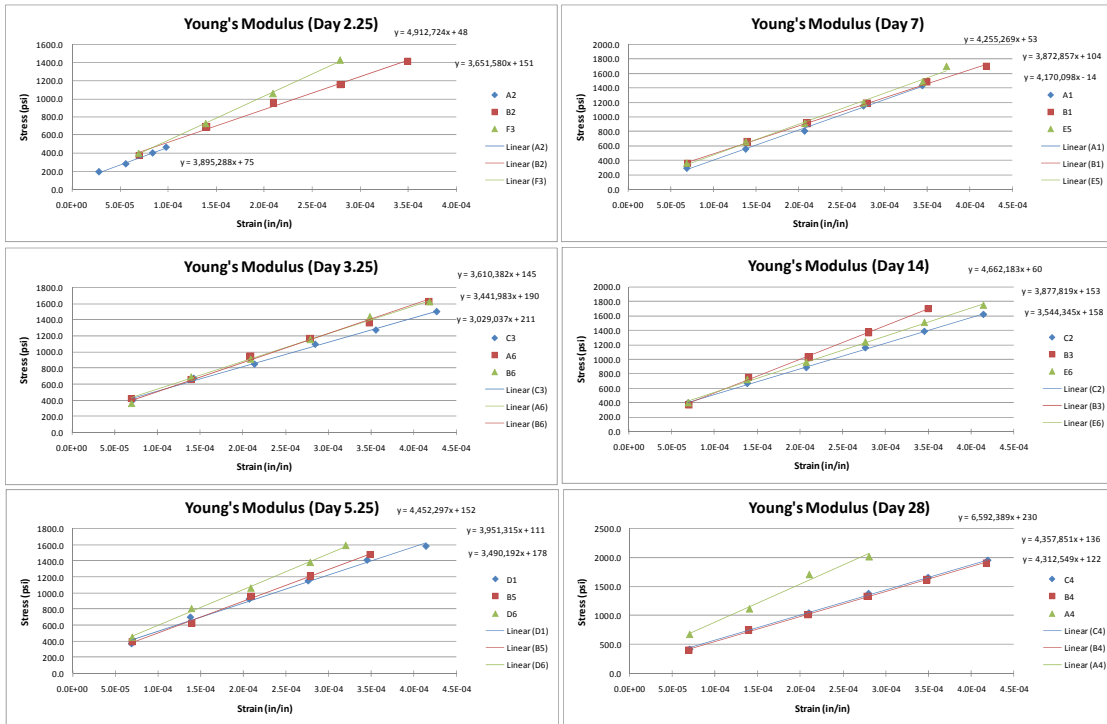 Young's Modulus (Day 2.25)
y = 4,912,724x + 48
y = 3,651,580x + 151
y = 3,895,288x + 75
Stress (psi)
1600.0
1400.0
1200.0
1000.0
800.0
600.0
400.0
200.0
0.0
0.0E+00 5.0E-05 1.0E-04 1.5E-04 2.0E-04 2.5E-04 3.0E-04 3.5E-04 4.0E-04
Strain (in/in)
A2
B2
F3
Linear (A2)
Linear (B2)
Linear (F3)
Young's Modulus (Day 7)
y = 4,255,269x + 53
y = 3,872,857x + 104
y = 4,170,098x - 14
Stress (psi)
2000.0
1800.0
1600.0
1400.0
1200.0
1000.0
800.0
600.0
400.0
200.0
0.0
0.0E+00 5.0E-05 1.0E-04 1.5E-04 2.0E-04 2.5E-04 3.0E-04 3.5E-04 4.0E-04 4.5E-04
Strain (in/in)
A1
B1
E5
Linear (A1)
Linear (B1)
Linear (E5)
Young's Modulus (Day 3.25)
y = 3,610,382x + 145
y = 3,441,983x + 190
y = 3,029,037x + 211
Stress (psi)
1800.0
1600.0
1400.0
1200.0
1000.0
800.0
600.0
400.0
200.0
0.0
0.0E+00 5.0E-05 1.0E-04 1.5E-04 2.0E-04 2.5E-04 3.0E-04 3.5E-04 4.0E-04 4.5E-04
Strain (in/in)
C3
A6
B6
Linear (C3)
Linear (A6)
Linear (B6)
Young's Modulus (Day 14)
y = 4,662,183x + 60
y = 3,877,819x + 153
y = 3,544,345x + 158
Stress (psi)
2000.0
1800.0
1600.0
1400.0
1200.0
1000.0
800.0
600.0
400.0
200.0
0.0
0.0E+00 5.0E-05 1.0E-04 1.5E-04 2.0E-04 2.5E-04 3.0E-04 3.5E-04 4.0E-04 4.5E-04
Strain (in/in)
C2
B3
E6
Linear (C2)
Linear (B3)
Linear (E6)
Young's Modulus (Day 5.25)
y = 4,452,297x + 152
y = 3,951,315x + 111
y = 3,490,192x + 178
Stress (psi)
1800.0
1600.0
1400.0
1200.0
1000.0
800.0
600.0
400.0
200.0
0.0
0.0E+00 5.0E-05 1.0E-04 1.5E-04 2.0E-04 2.5E-04 3.0E-04 3.5E-04 4.0E-04 4.5E-04
Strain (in/in)
D1
B5
D6
Linear (D1)
Linear (B5)
Linear (D6)
Young's Modulus (Day 28)
y = 6,592,389x + 230
y = 4,357,851x + 136
y = 4,312,549x + 122
Stress (psi)
2500.0
2000.0
1500.0
1000.0
500.0
0.0
0.0E+00 5.0E-05 1.0E-04 1.5E-04 2.0E-04 2.5E-04 3.0E-04 3.5E-04 4.0E-04 4.5E-04
Strain (in/in)
C4
B4
A4
Linear (C4)
Linear (B4)
Linear (A4)